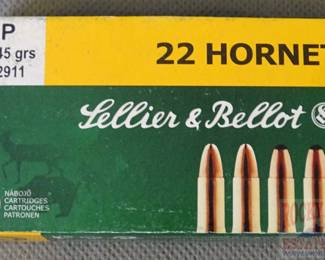 P
45 grs
2911
22 HORNET
Sellier & Bellot
S
NÁBOJŮ
CARTRIDGES
CARTOUCHES
PATRONEN